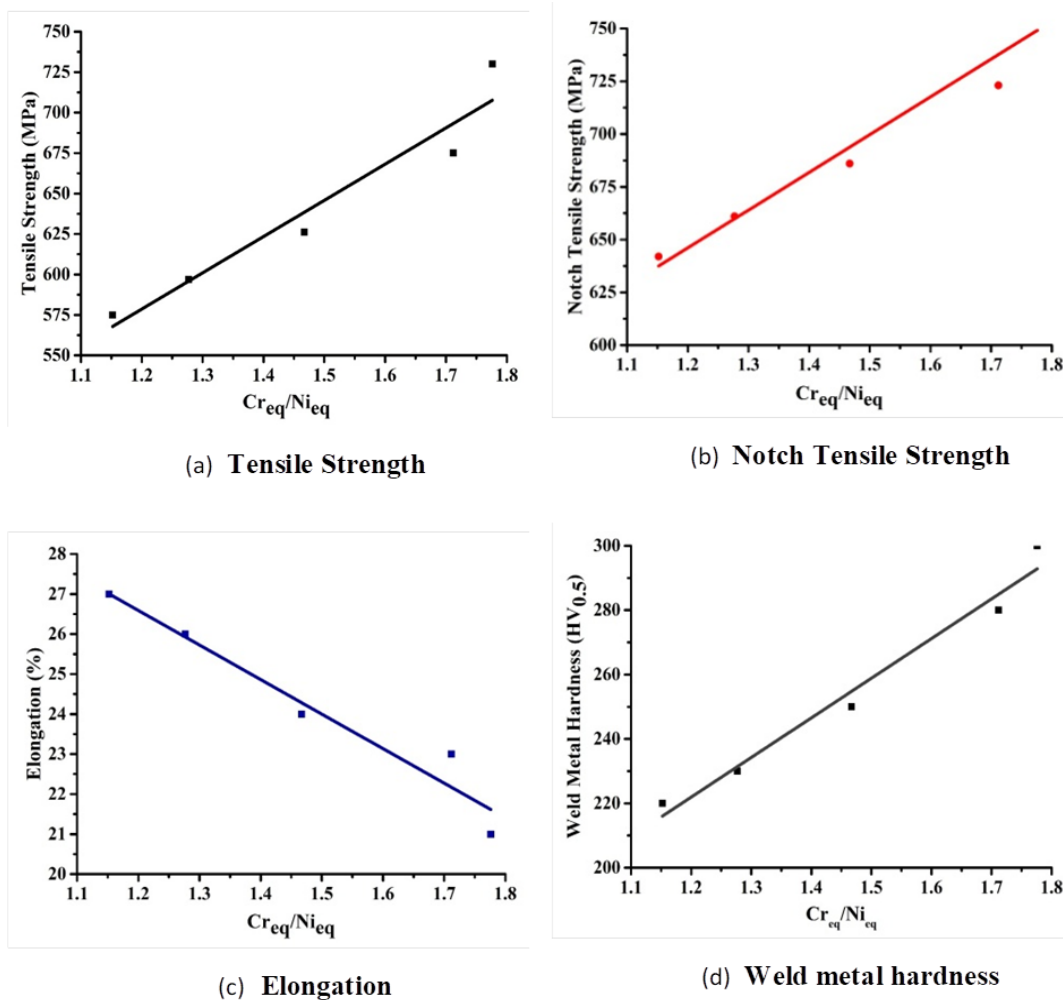 750
725
700
675
650
625
600
575
550
Tensile Strength (MPa)
1.1 1.2 1.3 1.4 1.5 1.6 1.7 1.8
Creq/Nieq
(a) Tensile Strength
750
725
700
675
650
625
600
Notch Tensile Strength (MPa)
1.1 1.2 1.3 1.4 1.5 1.6 1.7 1.8
Creq/Nieq
(b) Notch Tensile Strength
28
27
26
25
24
23
22
21
20
Elongation (%)
1.1 1.2 1.3 1.4 1.5 1.6 1.7 1.8
Creq/Nieq
(c) Elongation
300
280
260
240
220
200
Weld Metal Hardness (HV0.5)
1.1 1.2 1.3 1.4 1.5 1.6 1.7 1.8
Creq/Nieq
(d) Weld metal hardness